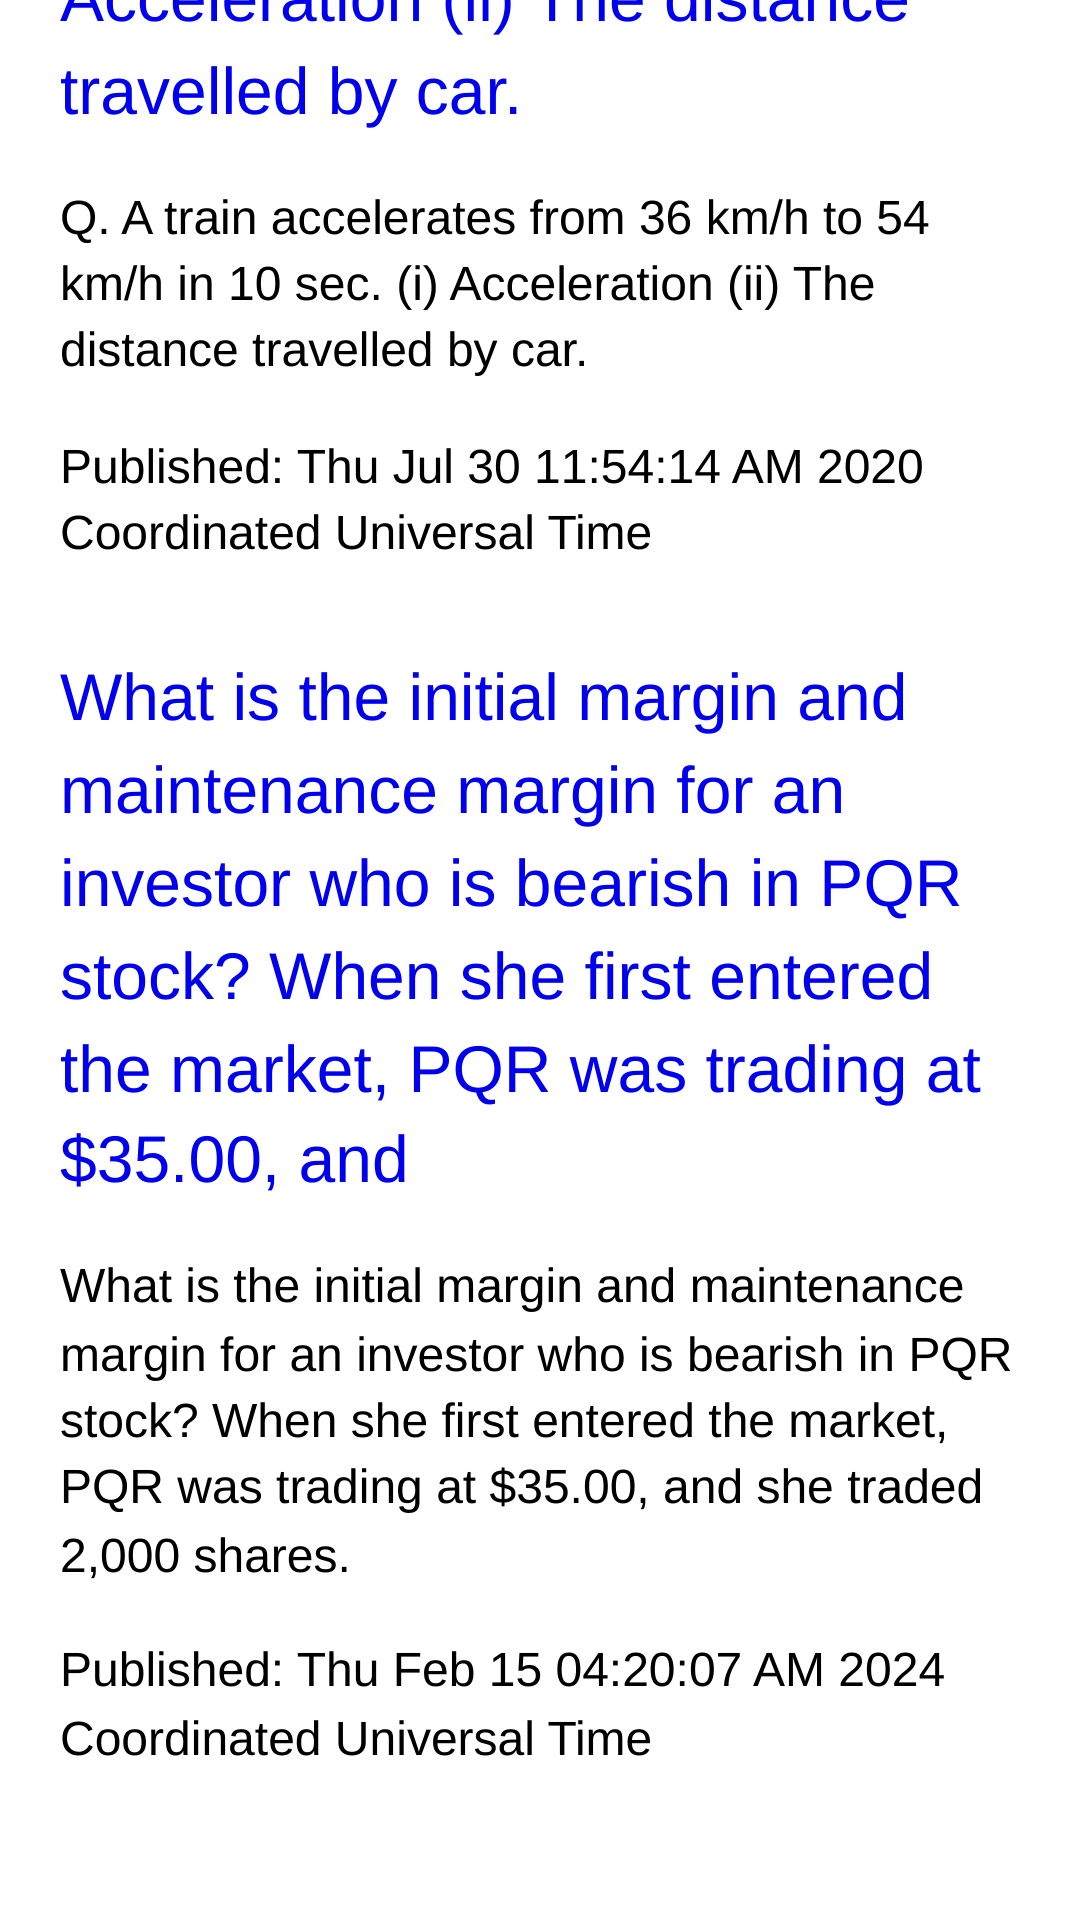 Acceleration (ii) The distance
travelled by car.
Q. A train accelerates from 36 km/h to 54
km/h in 10 sec. (i) Acceleration (ii) The
distance travelled by car.
Published: Thu Jul 30 11:54:14 AM 2020
Coordinated Universal Time
What is the initial margin and
maintenance margin for an
investor who is bearish in PQR
stock? When she first entered
the market, PQR was trading at
$35.00, and
What is the initial margin and maintenance
margin for an investor who is bearish in PQR
stock? When she first entered the market,
PQR was trading at $35.00, and she traded
2,000 shares.
Published: Thu Feb 15 04:20:07 AM 2024
Coordinated Universal Time